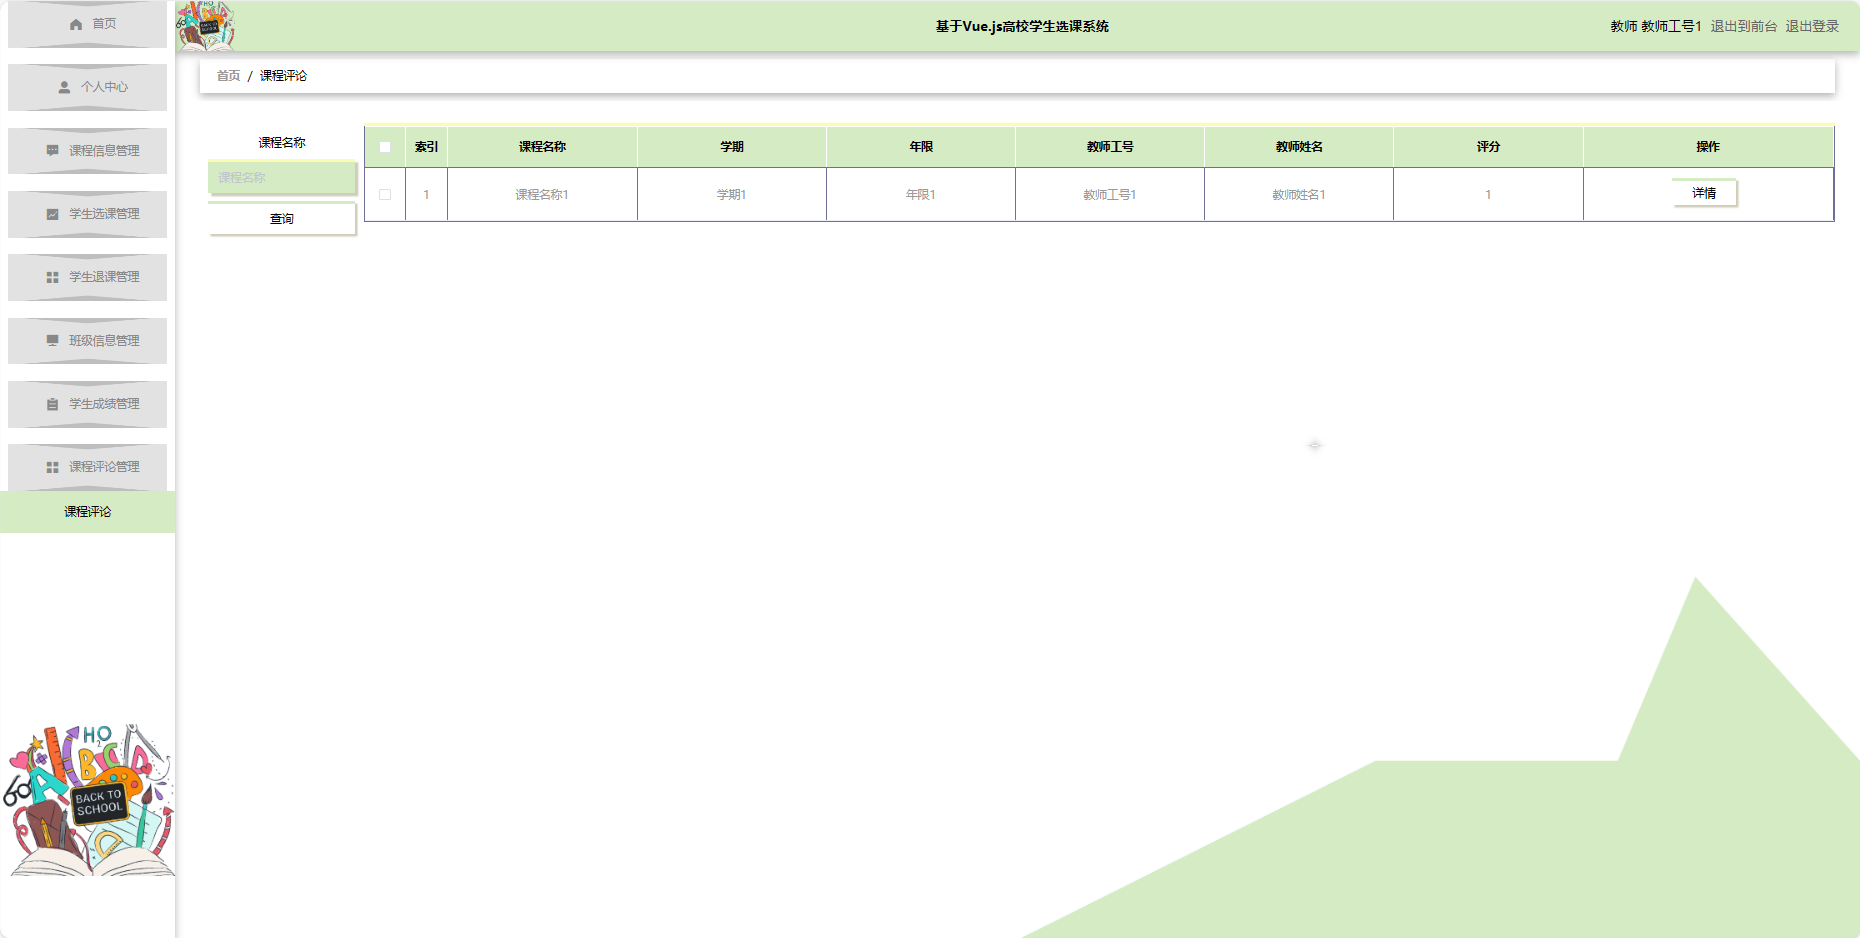 首页
个人中心
课程信息管理
学生选课管理
学生退课管理
班级信息管理
学生成绩管理
课程评论管理
课程评论
H2O
ABCD
BACK TO
SCHOOL
基于Vue.js高校学生选课系统
教师 教师工号1 退出到前台 退出登录
首页 / 课程评论
课程名称
课程名称
查询
索引 课程名称 学期 年限 教师工号 教师姓名 评分 操作
1 课程名称1 学期1 年限1 教师工号1 教师姓名1 1 详情